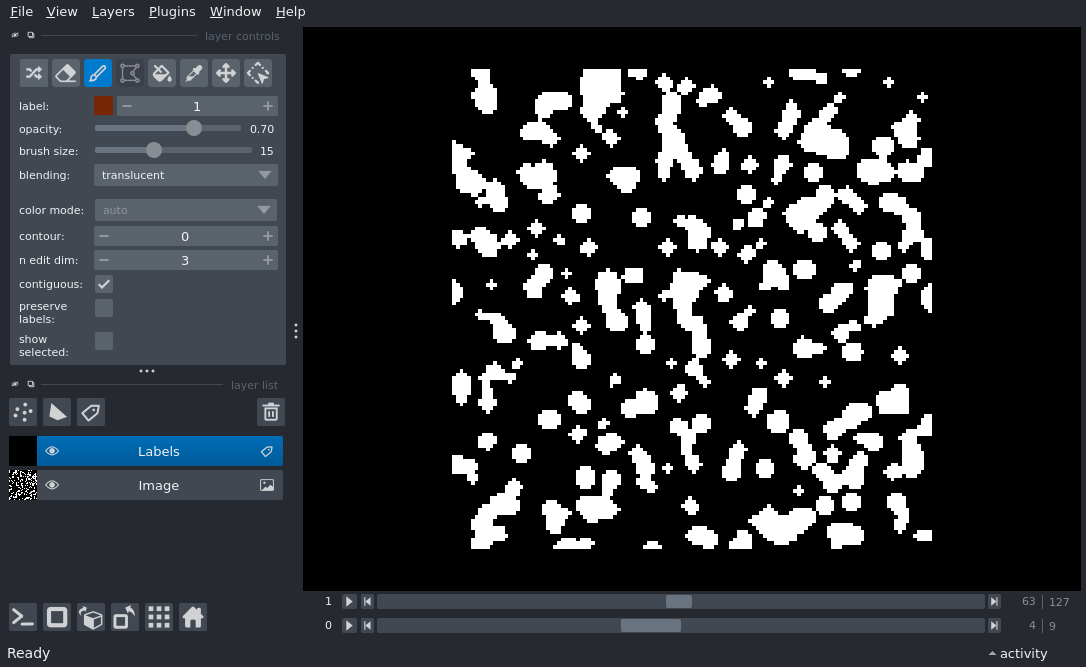 File View Layers Plugins Window Help
layer controls
label: 1
opacity: 0.70
brush size: 15
blending: translucent
color mode: auto
contour: 0
n edit dim: 3
contiguous:
preserve
labels:
show
selected:
layer list
Labels
Image
1 63 127
0 4 9
Ready activity